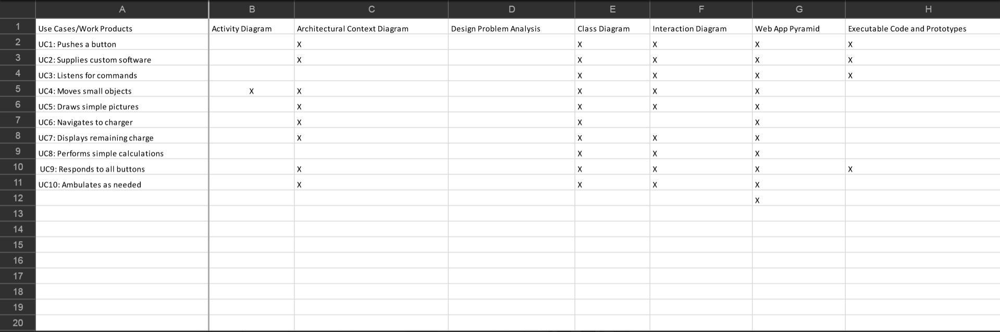 A B C D E F G H
1 Use Cases/Work Products Activity Diagram Architectural Context Diagram Design Problem Analysis Class Diagram Interaction Diagram Web App Pyramid Executable Code and Prototypes
2 UC1: Pushes a button X X X X X
3 UC2: Supplies custom software X X X X X
4 UC3: Listens for commands X X X X
5 UC4: Moves small objects X X X X X
6 UC5: Draws simple pictures X X X X
7 UC6: Navigates to charger X X X
8 UC7: Displays remaining charge X X X X
9 UC8: Performs simple calculations X X X
10 UC9: Responds to all buttons X X X X X
11 UC10: Ambulates as needed X X X X
12 X
13
14
15
16
17
18
19
20